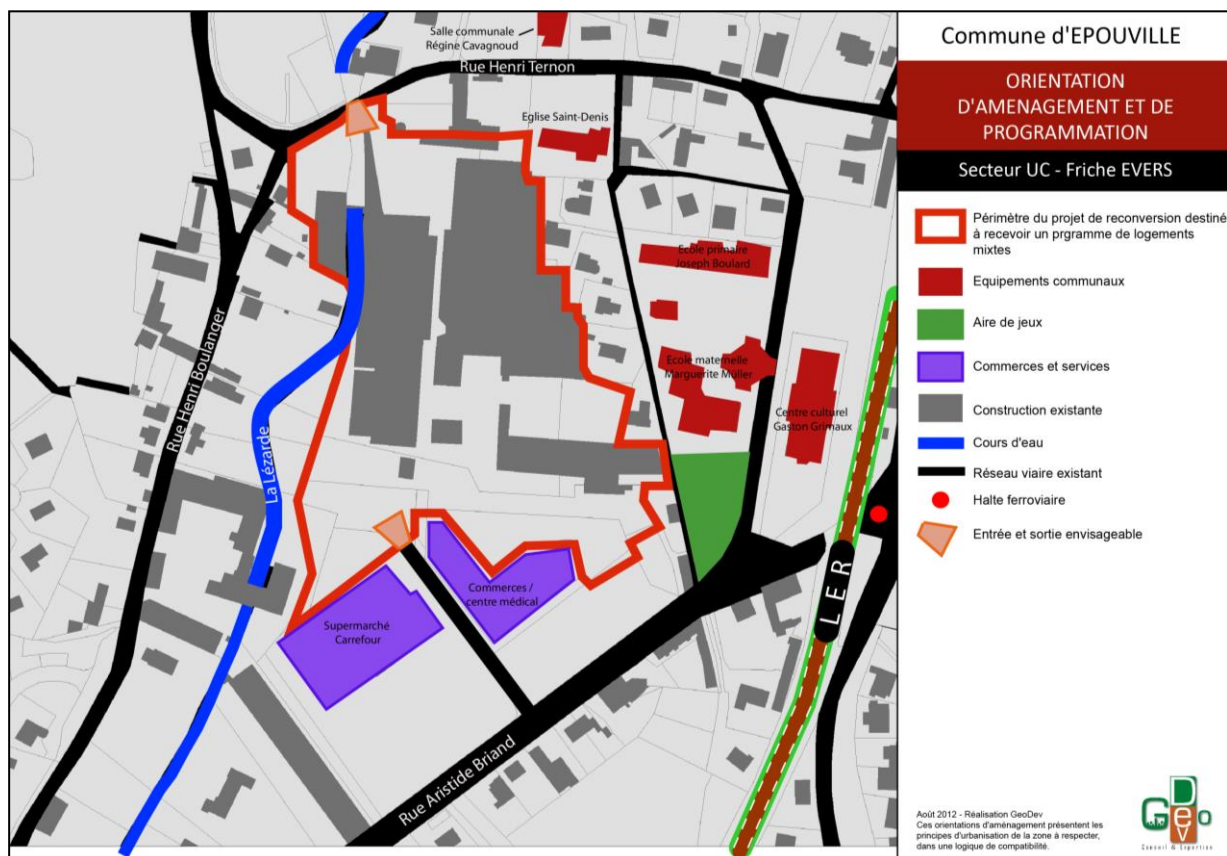 Salle communale
Régine Cavagnoud
Rue Henri Ternon
Eglise Saint-Denis
Ecole primaire
Joseph Boulard
Rue Henri Boulanger
Ecole maternelle
Marguerite Müller
Centre culturel
Gaston Grimaux
La Lézarde
Commerces /
centre médical
Supermarché
Carrefour
LER
Rue Aristide Briand
Commune d'EPOUVILLE
ORIENTATION
D'AMENAGEMENT ET DE
PROGRAMMATION
Secteur UC - Friche EVERS
Périmètre du projet de reconversion destiné
à recevoir un prgramme de logements
mixtes
Equipements communaux
Aire de jeux
Commerces et services
Construction existante
Cours d'eau
Réseau viaire existant
Halte ferroviaire
Entrée et sortie envisageable
Août 2012 - Réalisation GeoDev
Ces orientations d'aménagement présentent les
principes d'urbanisation de la zone à respecter,
dans une logique de compatibilité.
GeoDev
Conseil & Expertise